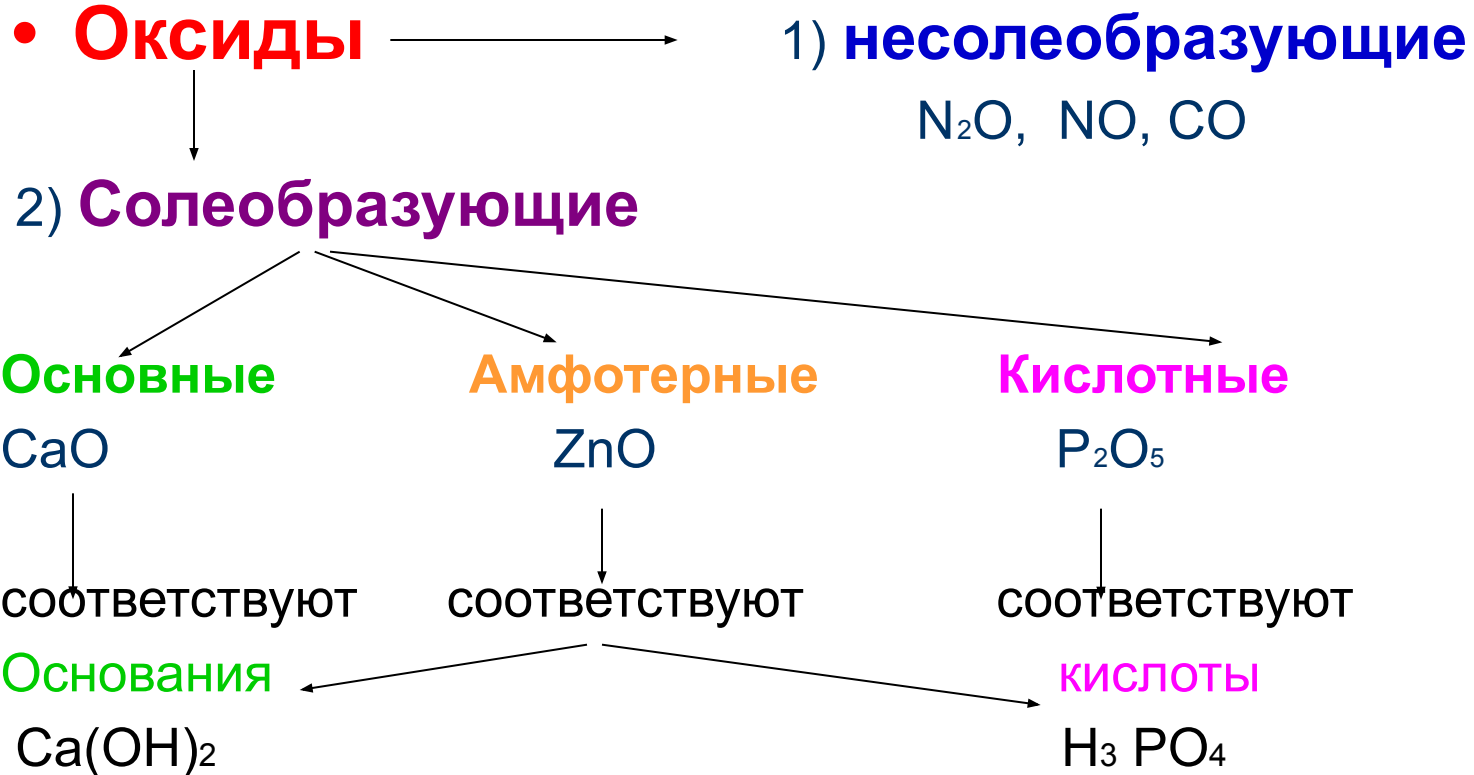 • Оксиды 1) несолеобразующие
N₂O, NO, CO
2) Солеобразующие
Основные Амфотерные Кислотные
CaO ZnO P₂O₅
соответствуют соответствуют соответствуют
Основания кислоты
Ca(OH)₂ H₃ PO₄